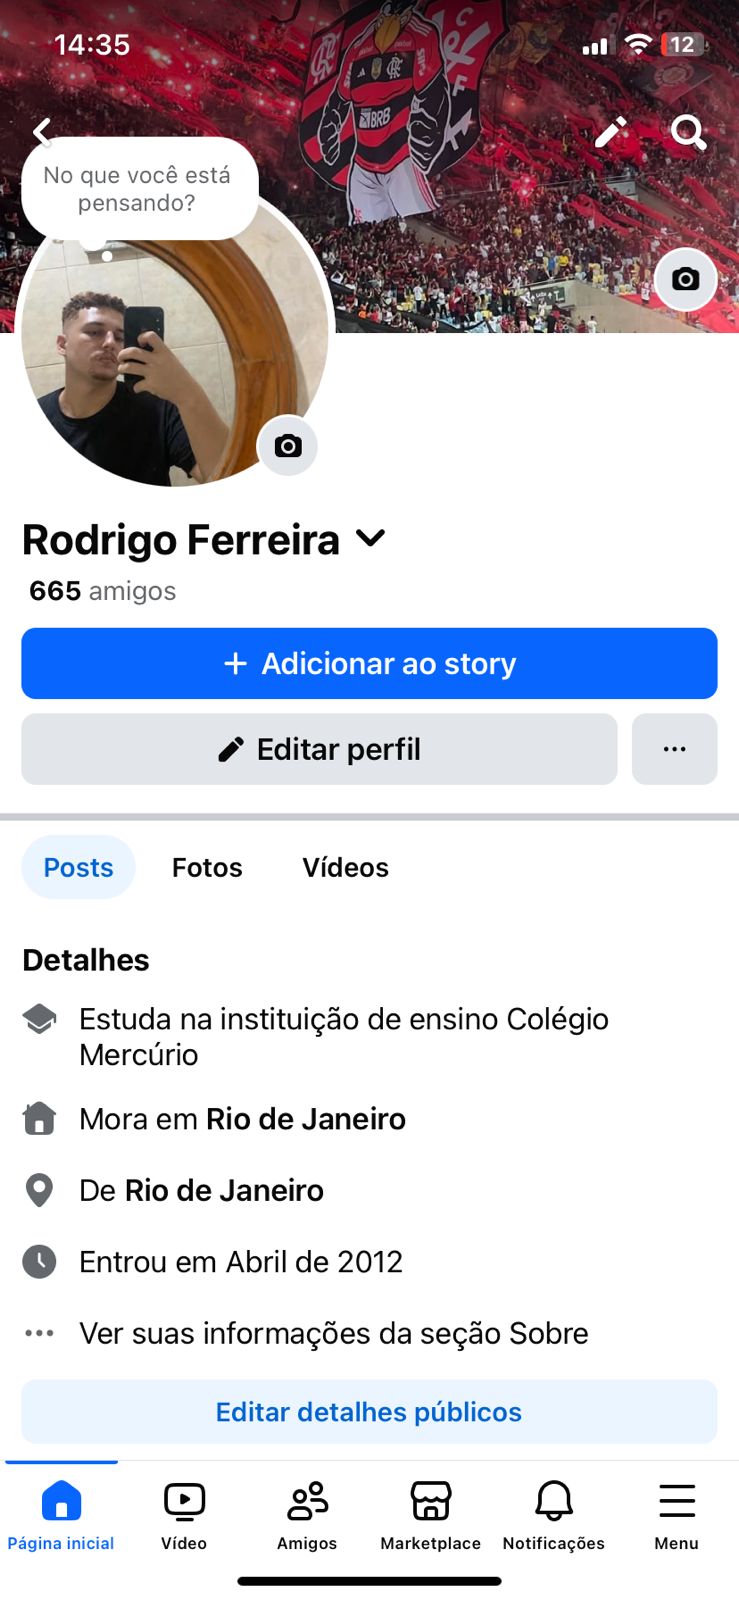 14:35
12
No que você está
pensando?
CRF
BRB
Rodrigo Ferreira
665 amigos
+ Adicionar ao story
Editar perfil
Posts
Fotos
Vídeos
Detalhes
Estuda na instituição de ensino Colégio
Mercúrio
Mora em Rio de Janeiro
De Rio de Janeiro
Entrou em Abril de 2012
Ver suas informações da seção Sobre
Editar detalhes públicos
Página inicial
Vídeo
Amigos
Marketplace
Notificações
Menu